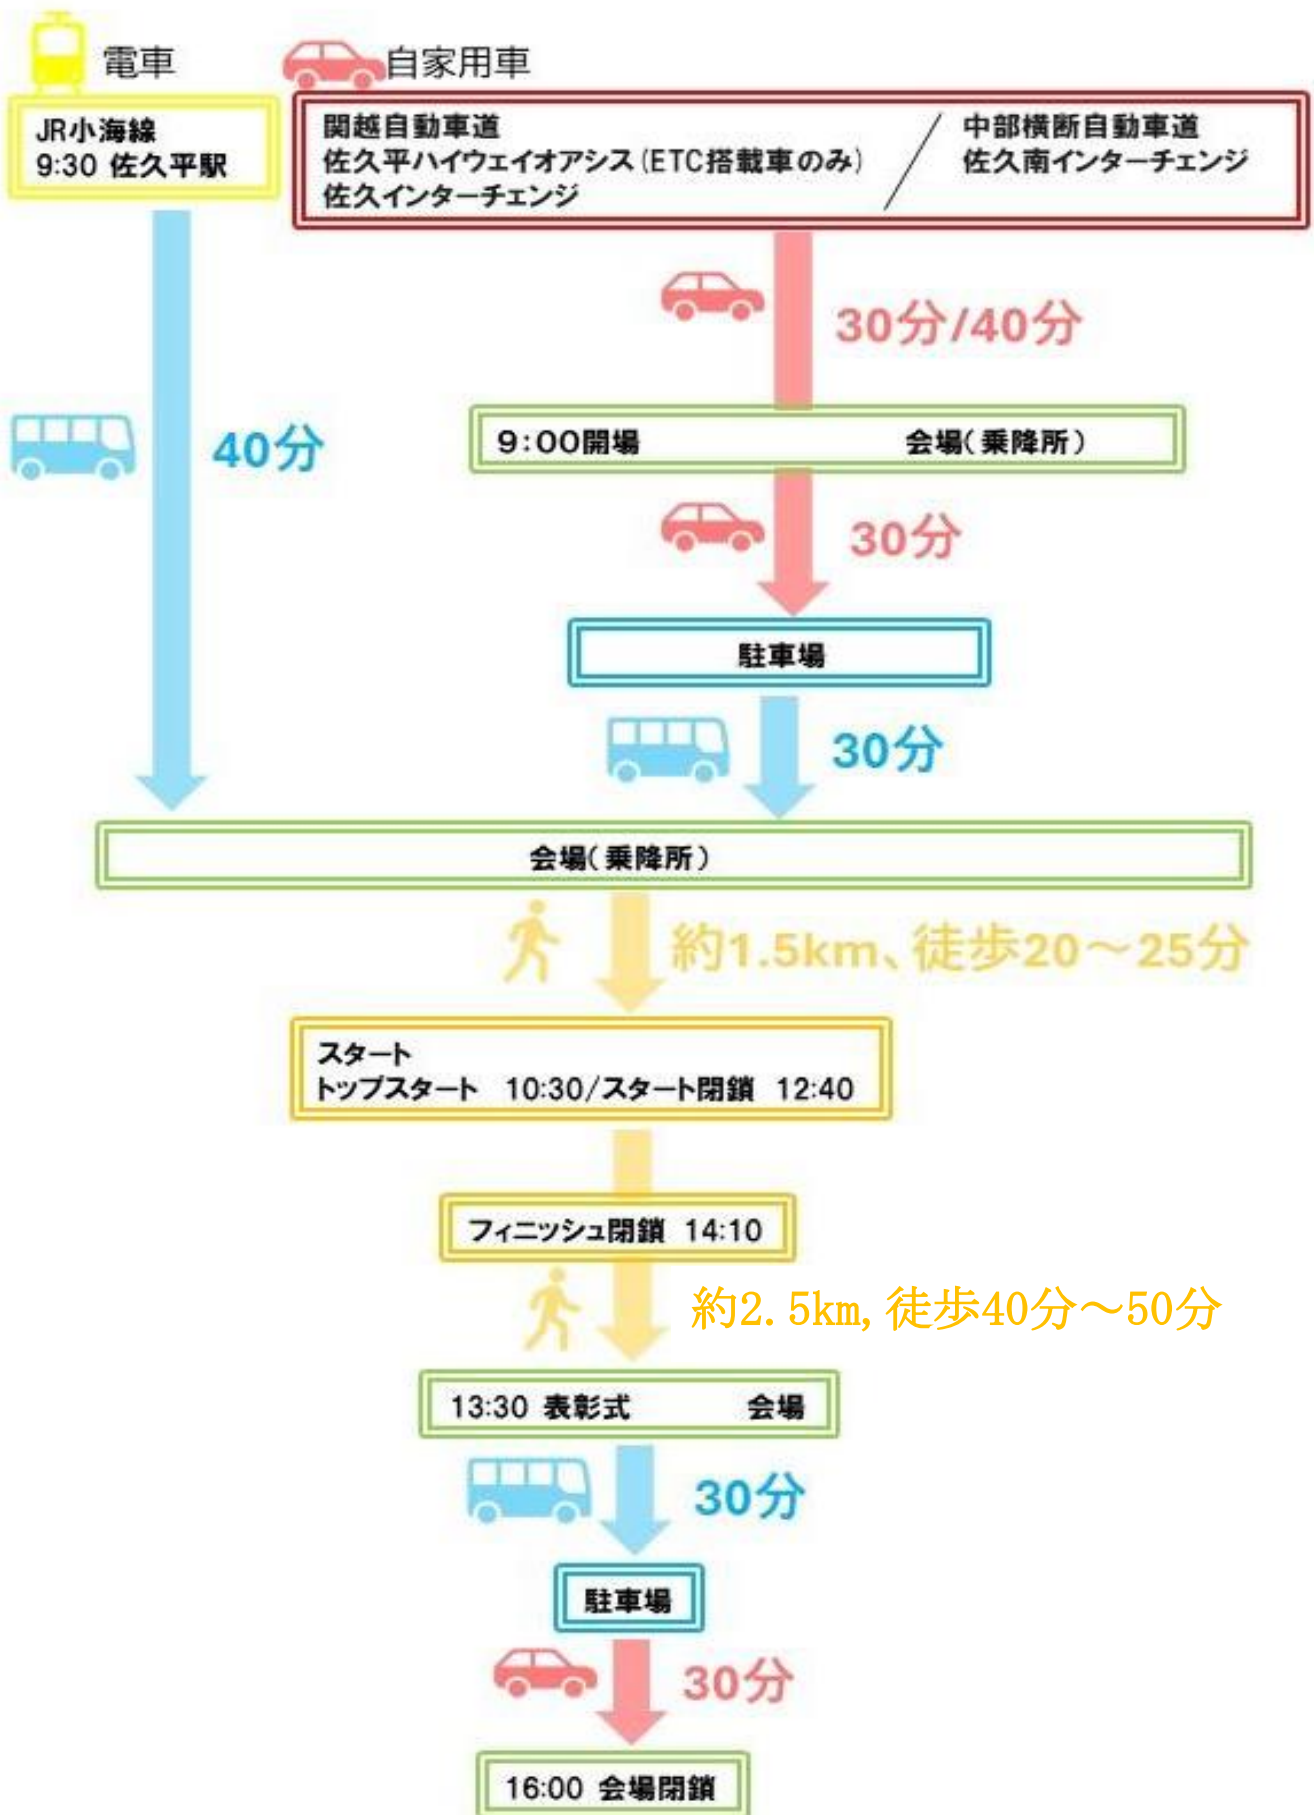 電車
自家用車
JR小海線
9:30 佐久平駅
関越自動車道
佐久平ハイウェイオアシス(ETC搭載車のみ)
佐久インターチェンジ
中部横断自動車道
佐久南インターチェンジ
30分/40分
40分
9:00開場 会場(乗降所)
30分
駐車場
30分
会場(乗降所)
約1.5km、徒歩20～25分
スタート
トップスタート 10:30/スタート閉鎖 12:40
フィニッシュ閉鎖 14:10
約2.5km,徒歩40分～50分
13:30 表彰式 会場
30分
駐車場
30分
16:00 会場閉鎖